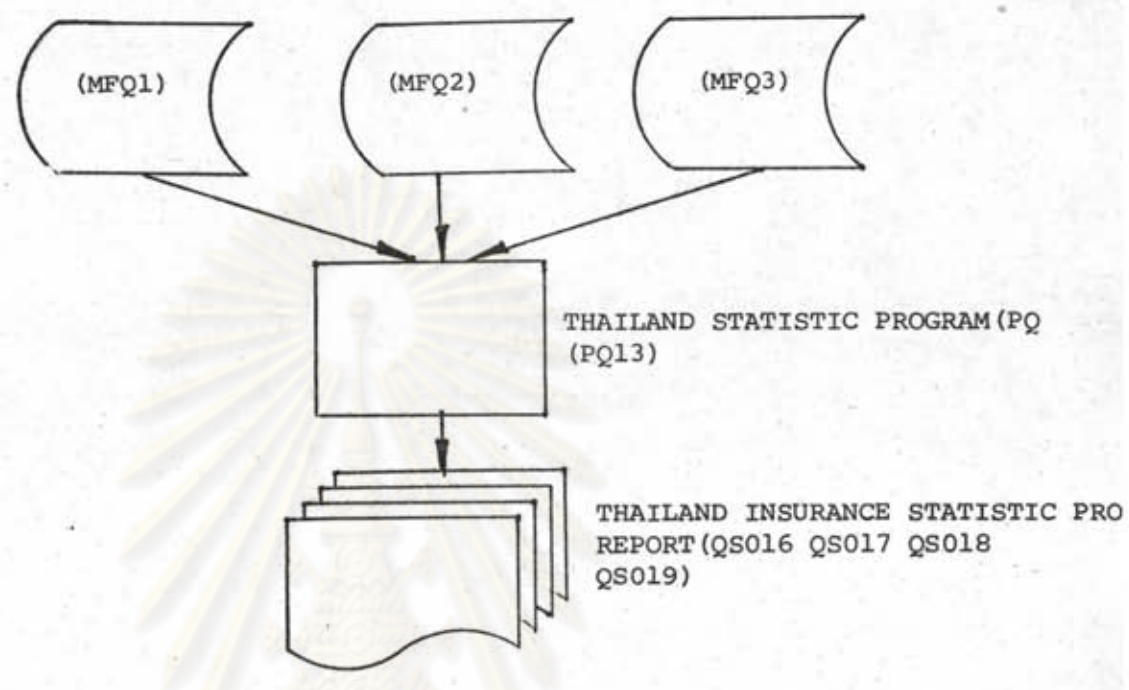 (MFQ1) (MFQ2) (MFQ3)
THAILAND STATISTIC PROGRAM(PQ
(PQ13)
THAILAND INSURANCE STATISTIC PRO
REPORT(QS016 QS017 QS018
QS019)